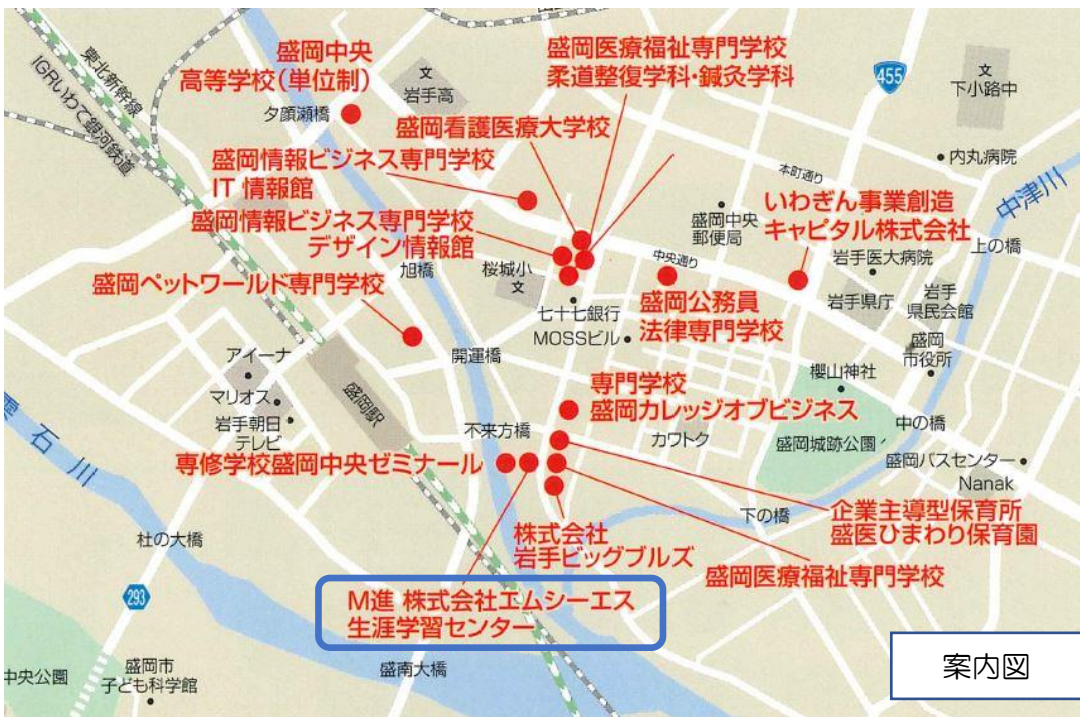 盛岡中央
高等学校(単位制)
夕顔瀬橋
東北新幹線
IGRいわて銀河鉄道
文
岩手高
盛岡医療福祉専門学校
柔道整復学科・鍼灸学科
盛岡看護医療大学校
455
文
下小路中
内丸病院
中津川
本町通り
盛岡情報ビジネス専門学校
IT 情報館
盛岡情報ビジネス専門学校
デザイン情報館
盛岡中央
郵便局
いわぎん事業創造
キャピタル株式会社
上の橋
岩手医大病院
中央通り
旭橋
桜城小
文
盛岡ペットワールド専門学校
七十七銀行
MOSSビル
盛岡公務員
法律専門学校
岩手県庁
岩手
県民会館
盛岡
市役所
開運橋
アイーナ
マリオス
岩手朝日
テレビ
盛岡駅
櫻山神社
専門学校
盛岡カレッジオブビジネス
不来方橋
カワトク
盛岡城跡公園
中の橋
盛岡バスセンター
Nanak
雫石川
専修学校盛岡中央ゼミナール
下の橋
企業主導型保育所
盛医ひまわり保育園
株式会社
岩手ビッグブルズ
盛岡医療福祉専門学校
杜の大橋
293
M進 株式会社エムシーエス
生涯学習センター
盛南大橋
中央公園
盛岡市
子ども科学館
案内図